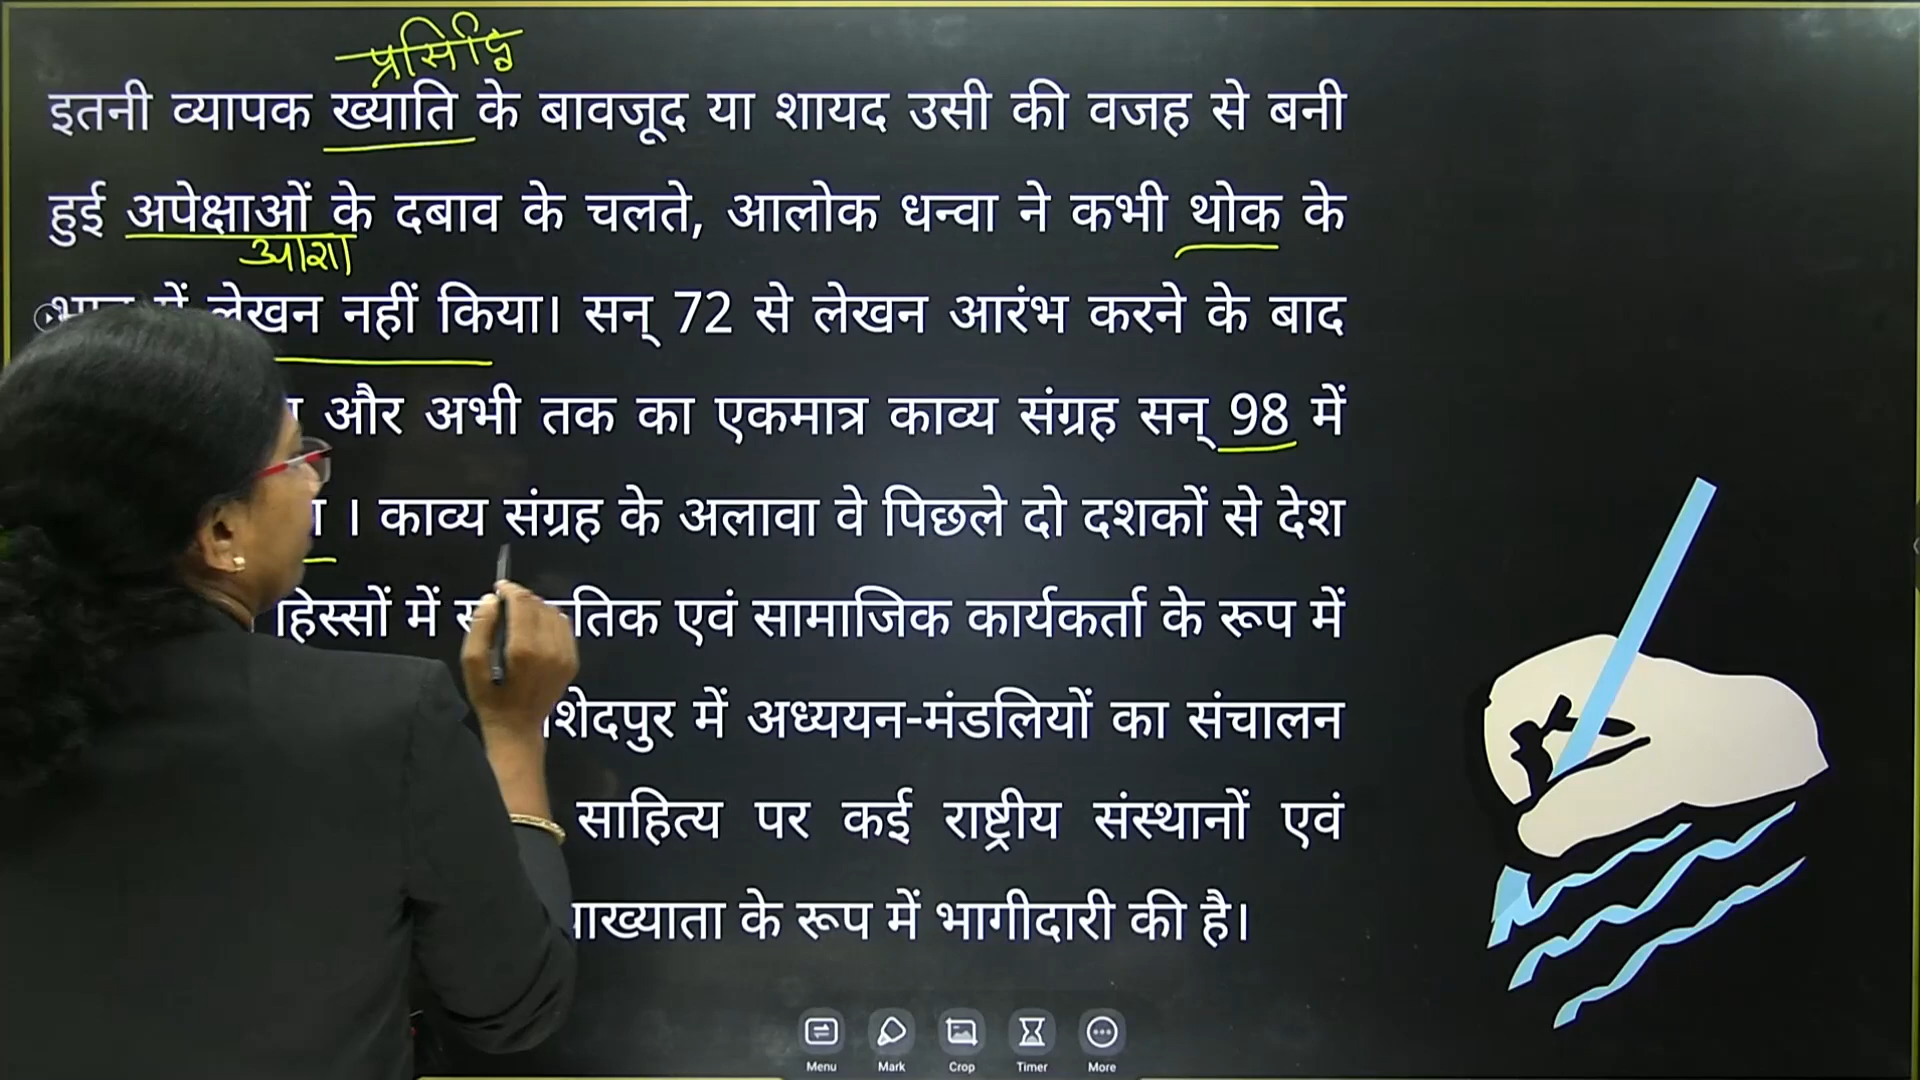 प्रसिद्धि
इतनी व्यापक ख्याति के बावजूद या शायद उसी की वजह से बनी
हुई अपेक्षाओं के दबाव के चलते, आलोक धन्वा ने कभी थोक के
आशा
में लेखन नहीं किया। सन् 72 से लेखन आरंभ करने के बाद
और अभी तक का एकमात्र काव्य संग्रह सन् 98 में
। काव्य संग्रह के अलावा वे पिछले दो दशकों से देश
हिस्सों में एवं सामाजिक कार्यकर्ता के रूप में
में अध्ययन-मंडलियों का संचालन
साहित्य पर कई राष्ट्रीय संस्थानों एवं
के रूप में भागीदारी की है।
Menu Mark Crop Timer More